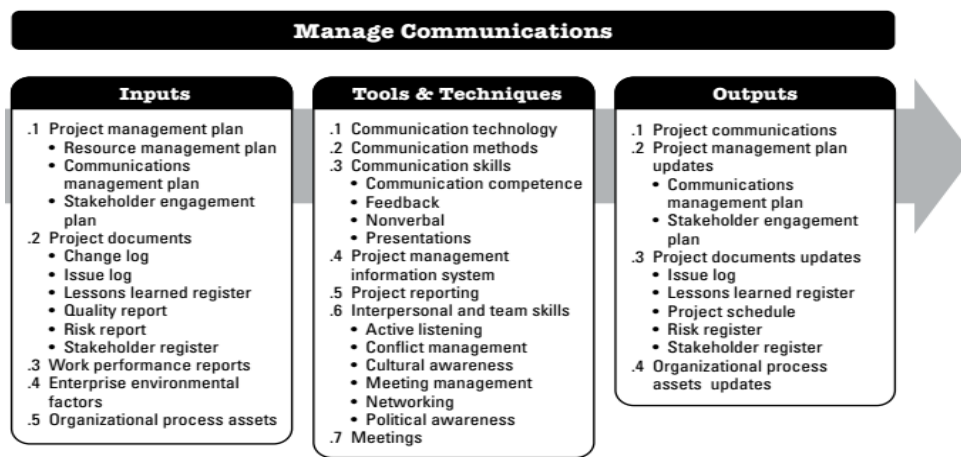 Manage Communications
Inputs
.1 Project management plan
• Resource management plan
• Communications
management plan
• Stakeholder engagement
plan
.2 Project documents
• Change log
• Issue log
• Lessons learned register
• Quality report
• Risk report
• Stakeholder register
.3 Work performance reports
.4 Enterprise environmental
factors
.5 Organizational process assets
Tools & Techniques
.1 Communication technology
.2 Communication methods
.3 Communication skills
• Communication competence
• Feedback
• Nonverbal
• Presentations
.4 Project management
information system
.5 Project reporting
.6 Interpersonal and team skills
• Active listening
• Conflict management
• Cultural awareness
• Meeting management
• Networking
• Political awareness
.7 Meetings
Outputs
.1 Project communications
.2 Project management plan
updates
• Communications
management plan
• Stakeholder engagement
plan
.3 Project documents updates
• Issue log
• Lessons learned register
• Project schedule
• Risk register
• Stakeholder register
.4 Organizational process
assets updates